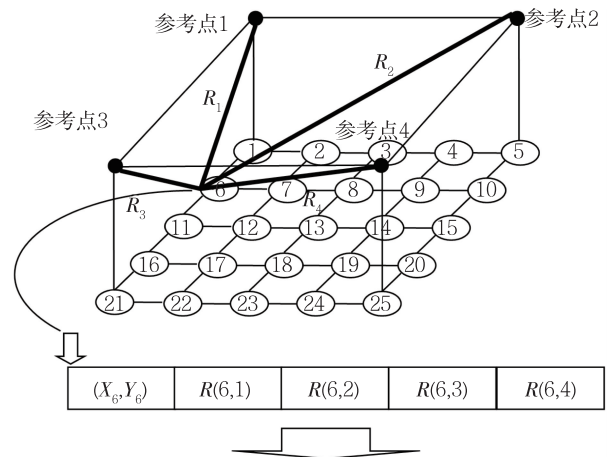 参考点1
参考点2
R₂
R₁
参考点3
参考点4
1 2 3 4 5
6 7 8 9 10
R₃
R₄
11 12 13 14 15
16 17 18 19 20
21 22 23 24 25
(X₆,Y₆) R(6,1) R(6,2) R(6,3) R(6,4)